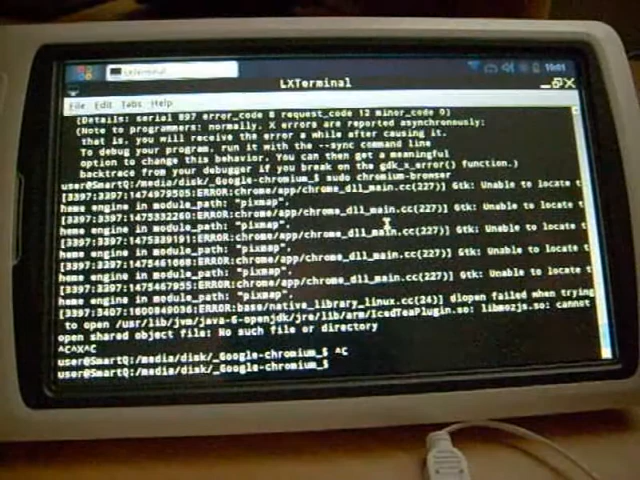 LXTerminal
10:01
LXTerminal
File Edit Tabs Help
(Details: serial 897 error_code 8 request_code 12 minor_code 0)
(Note to programmers: normally, X errors are reported asynchronously;
that is, you will receive the error a while after causing it.
To debug your program, run it with the --sync command line
option to change this behavior. You can then get a meaningful
backtrace from your debugger if you break on the gdk_x_error() function.)
user@SmartQ:/media/disk/_Google-chromium_$ sudo chromium-browser
[3397:3397:1474979505:ERROR:chrome/app/chrome_dll_main.cc(227)] Gtk: Unable to locate t
heme engine in module_path: "pixmap",
[3397:3397:1475332260:ERROR:chrome/app/chrome_dll_main.cc(227)] Gtk: Unable to locate t
heme engine in module_path: "pixmap",
[3397:3397:1475339191:ERROR:chrome/app/chrome_dll_main.cc(227)] Gtk: Unable to locate t
heme engine in module_path: "pixmap",
ERROR:chrome/app/chrome_dll_main.cc(227)] Gtk: Unable to locate t
heme engine in module_path: "pixmap",
[3397:3397:1475467955:ERROR:chrome/app/chrome_dll_main.cc(227)] Gtk: Unable to locate t
heme engine in module_path: "pixmap",
[3397:3407:1600849036:ERROR:base/native_library_linux.cc(24)] dlopen failed when trying
to open /usr/lib/jvm/java-6-openjdk/jre/lib/arm/IcedTeaPlugin.so: libmozjs.so: cannot
open shared object file: No such file or directory
^C^X^C
user@SmartQ:/media/disk/_Google-chromium_$ ^C
user@SmartQ:/media/disk/_Google-chromium_$